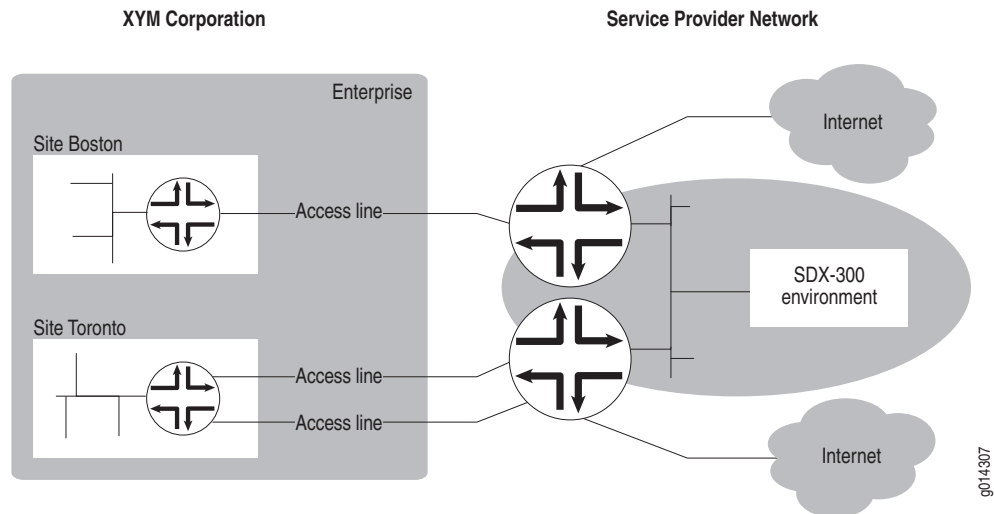 XYM Corporation
Service Provider Network
Enterprise
Internet
Site Boston
Access line
SDX-300
environment
Site Toronto
Access line
Access line
Internet
g014307